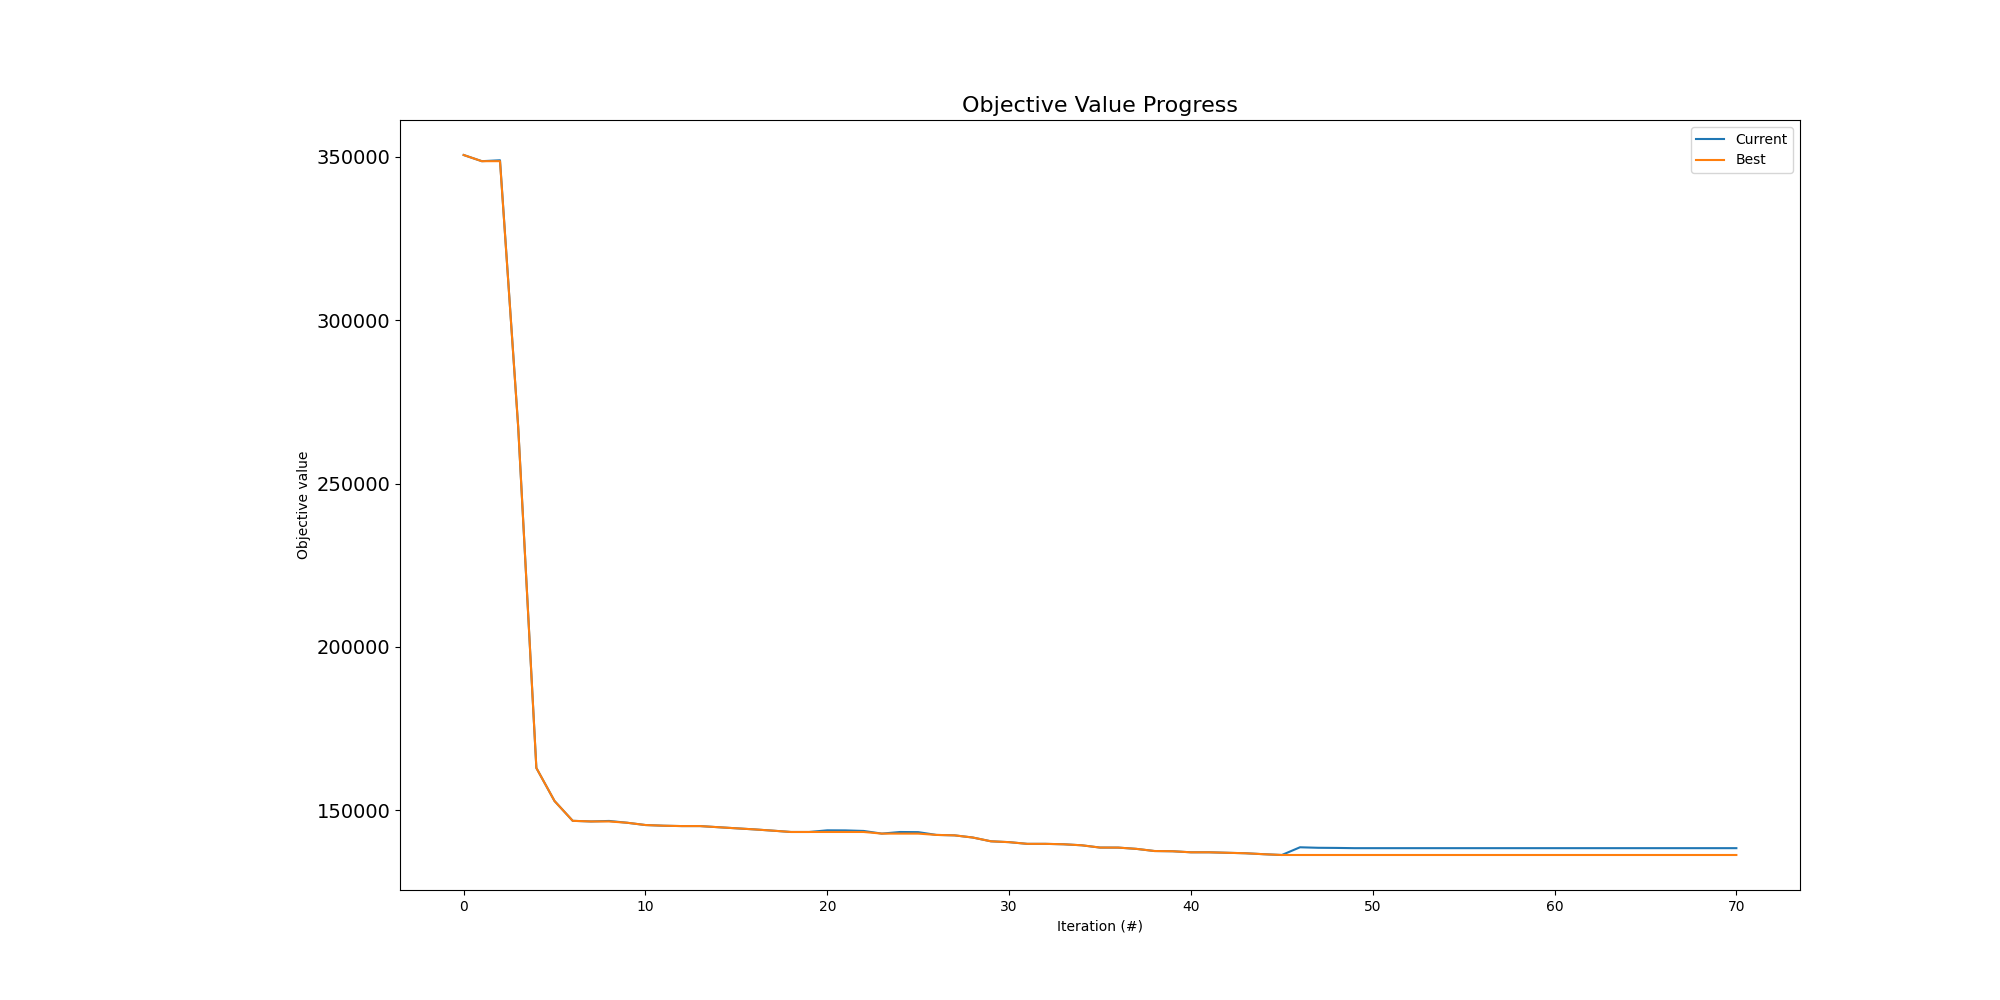 Objective Value Progress
Current
Best
350000
300000
250000
200000
150000
Objective value
0 10 20 30 40 50 60 70
Iteration (#)